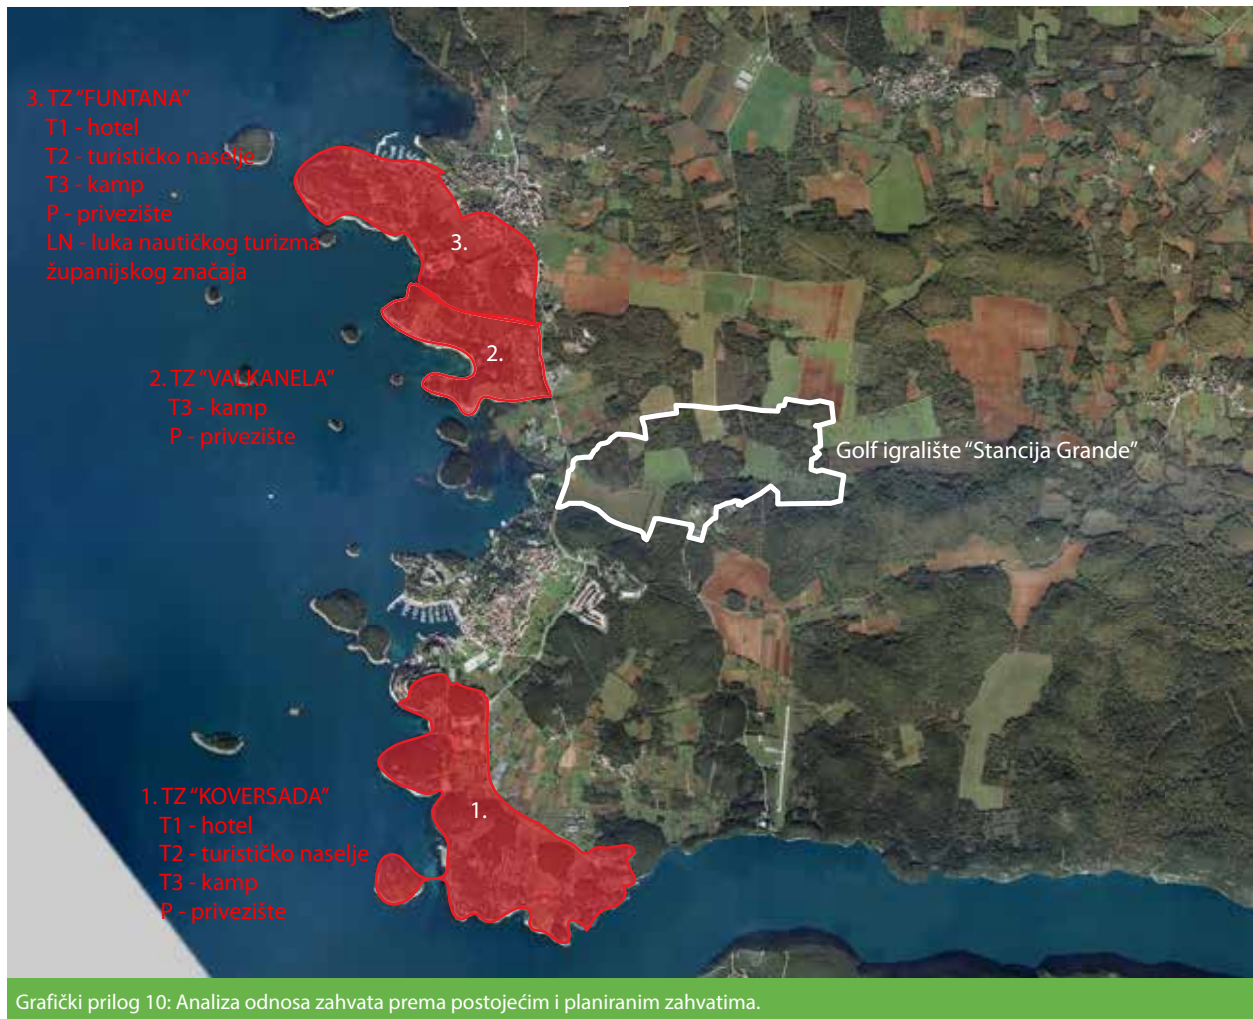 3. TZ “FUNTANA”
T1 - hotel
T2 - turističko naselje
T3 - kamp
P - privezište
LN - luka nautičkog turizma
županijskog značaja
3.
2.
2. TZ “VALKANELA”
T3 - kamp
P - privezište
Golf igralište “Stancija Grande”
1. TZ “KOVERSADA”
T1 - hotel
T2 - turističko naselje
T3 - kamp
P - privezište
1.
Grafički prilog 10: Analiza odnosa zahvata prema postojećim i planiranim zahvatima.